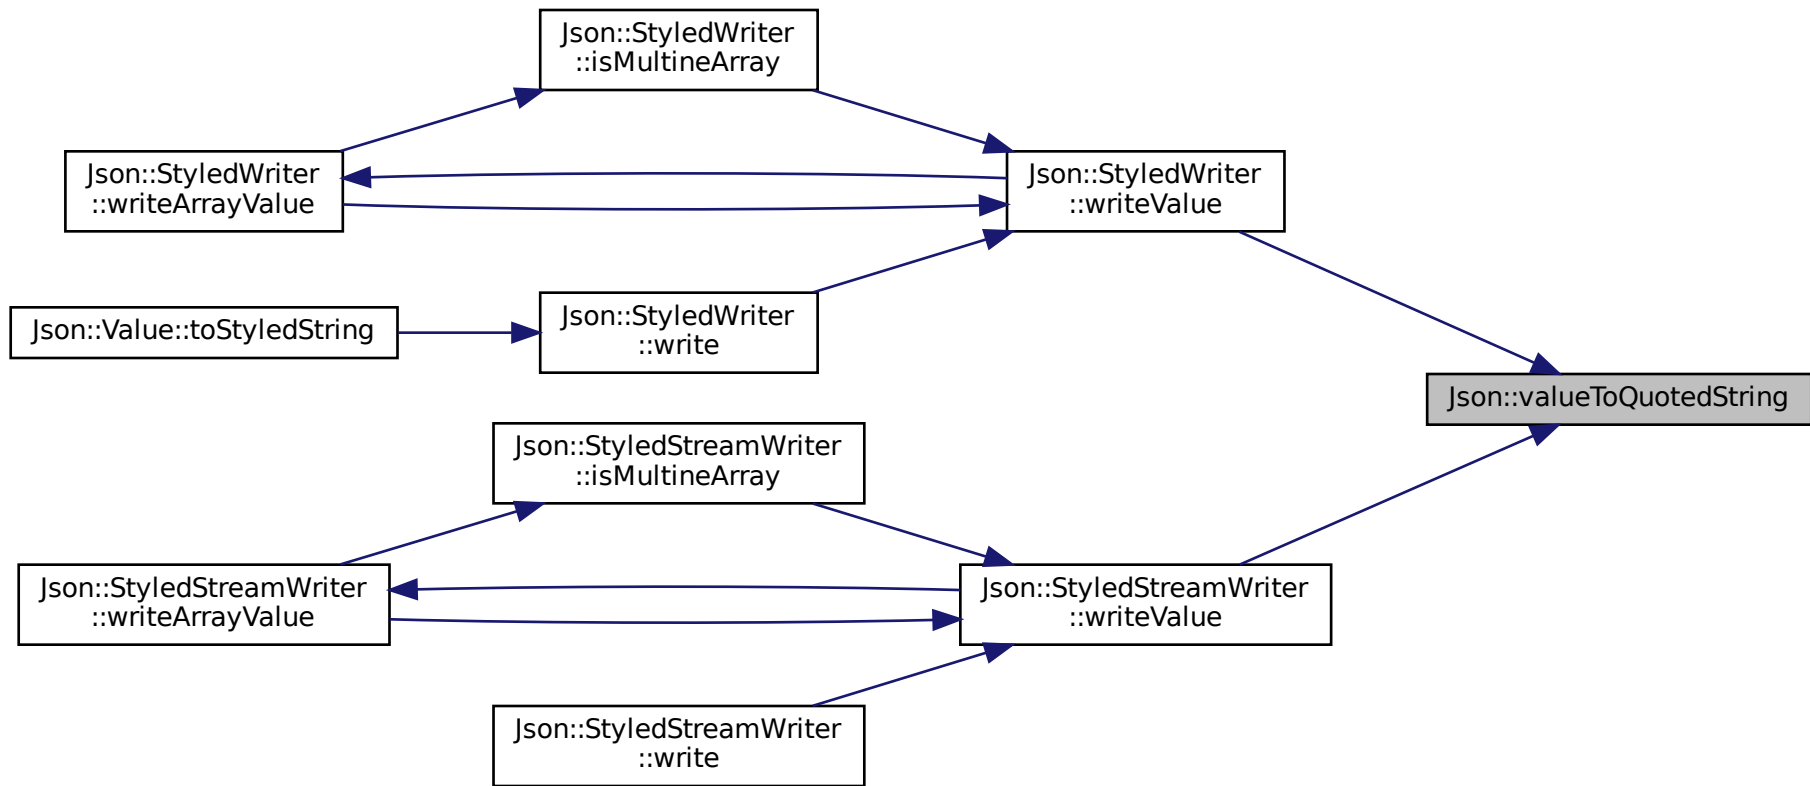 Json::StyledWriter
::isMultineArray
Json::StyledWriter
::writeArrayValue
Json::StyledWriter
::writeValue
Json::Value::toStyledString
Json::StyledWriter
::write
Json::valueToQuotedString
Json::StyledStreamWriter
::isMultineArray
Json::StyledStreamWriter
::writeArrayValue
Json::StyledStreamWriter
::writeValue
Json::StyledStreamWriter
::write